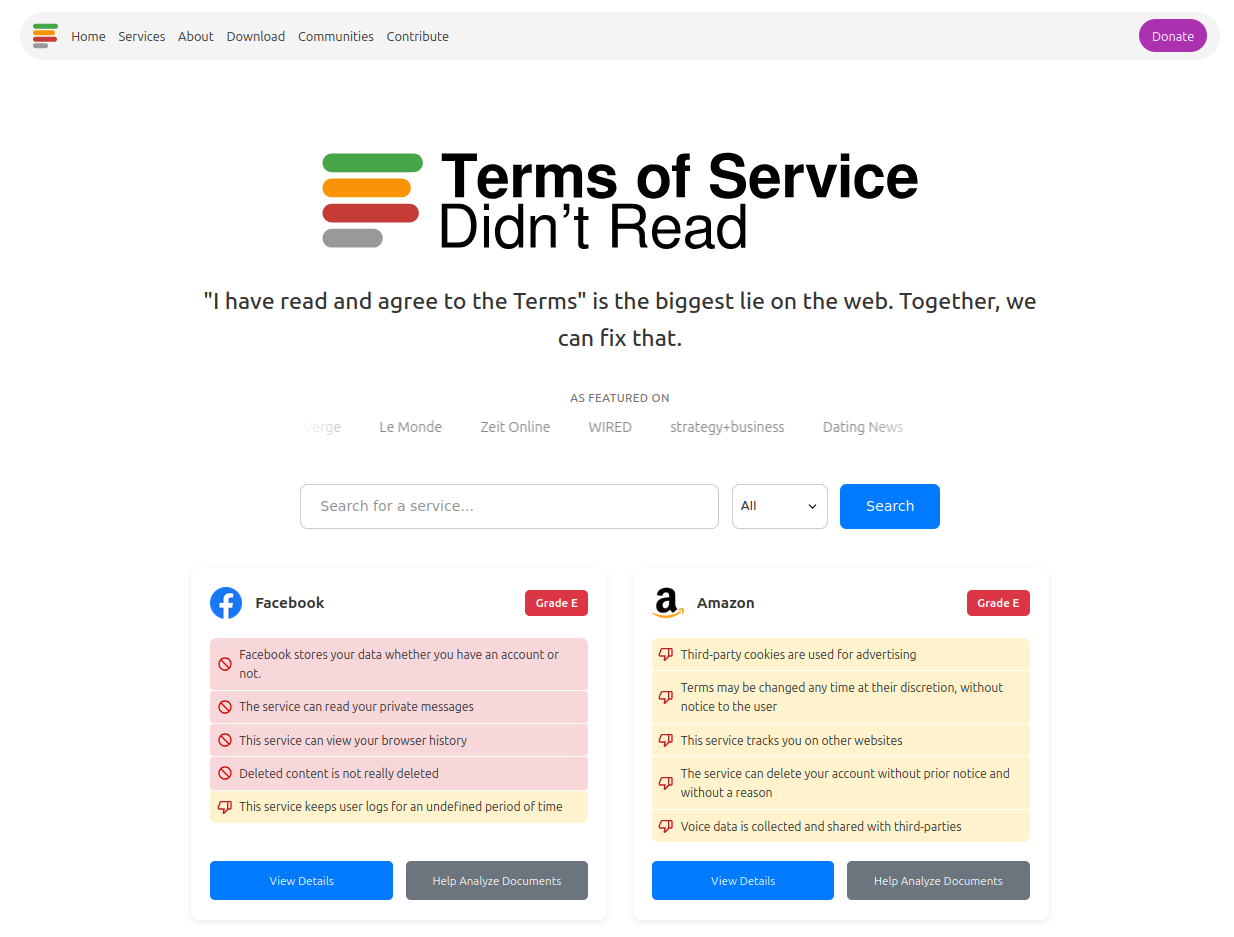 Home Services About Download Communities Contribute Donate
Terms of Service
Didn't Read
"I have read and agree to the Terms" is the biggest lie on the web. Together, we
can fix that.
AS FEATURED ON
Verge Le Monde Zeit Online WIRED strategy+business Dating News
Search for a service... All Search
Facebook Grade E
Facebook stores your data whether you have an account or
not.
The service can read your private messages
This service can view your browser history
Deleted content is not really deleted
This service keeps user logs for an undefined period of time
View Details Help Analyze Documents
Amazon Grade E
Third-party cookies are used for advertising
Terms may be changed any time at their discretion, without
notice to the user
This service tracks you on other websites
The service can delete your account without prior notice and
without a reason
Voice data is collected and shared with third-parties
View Details Help Analyze Documents